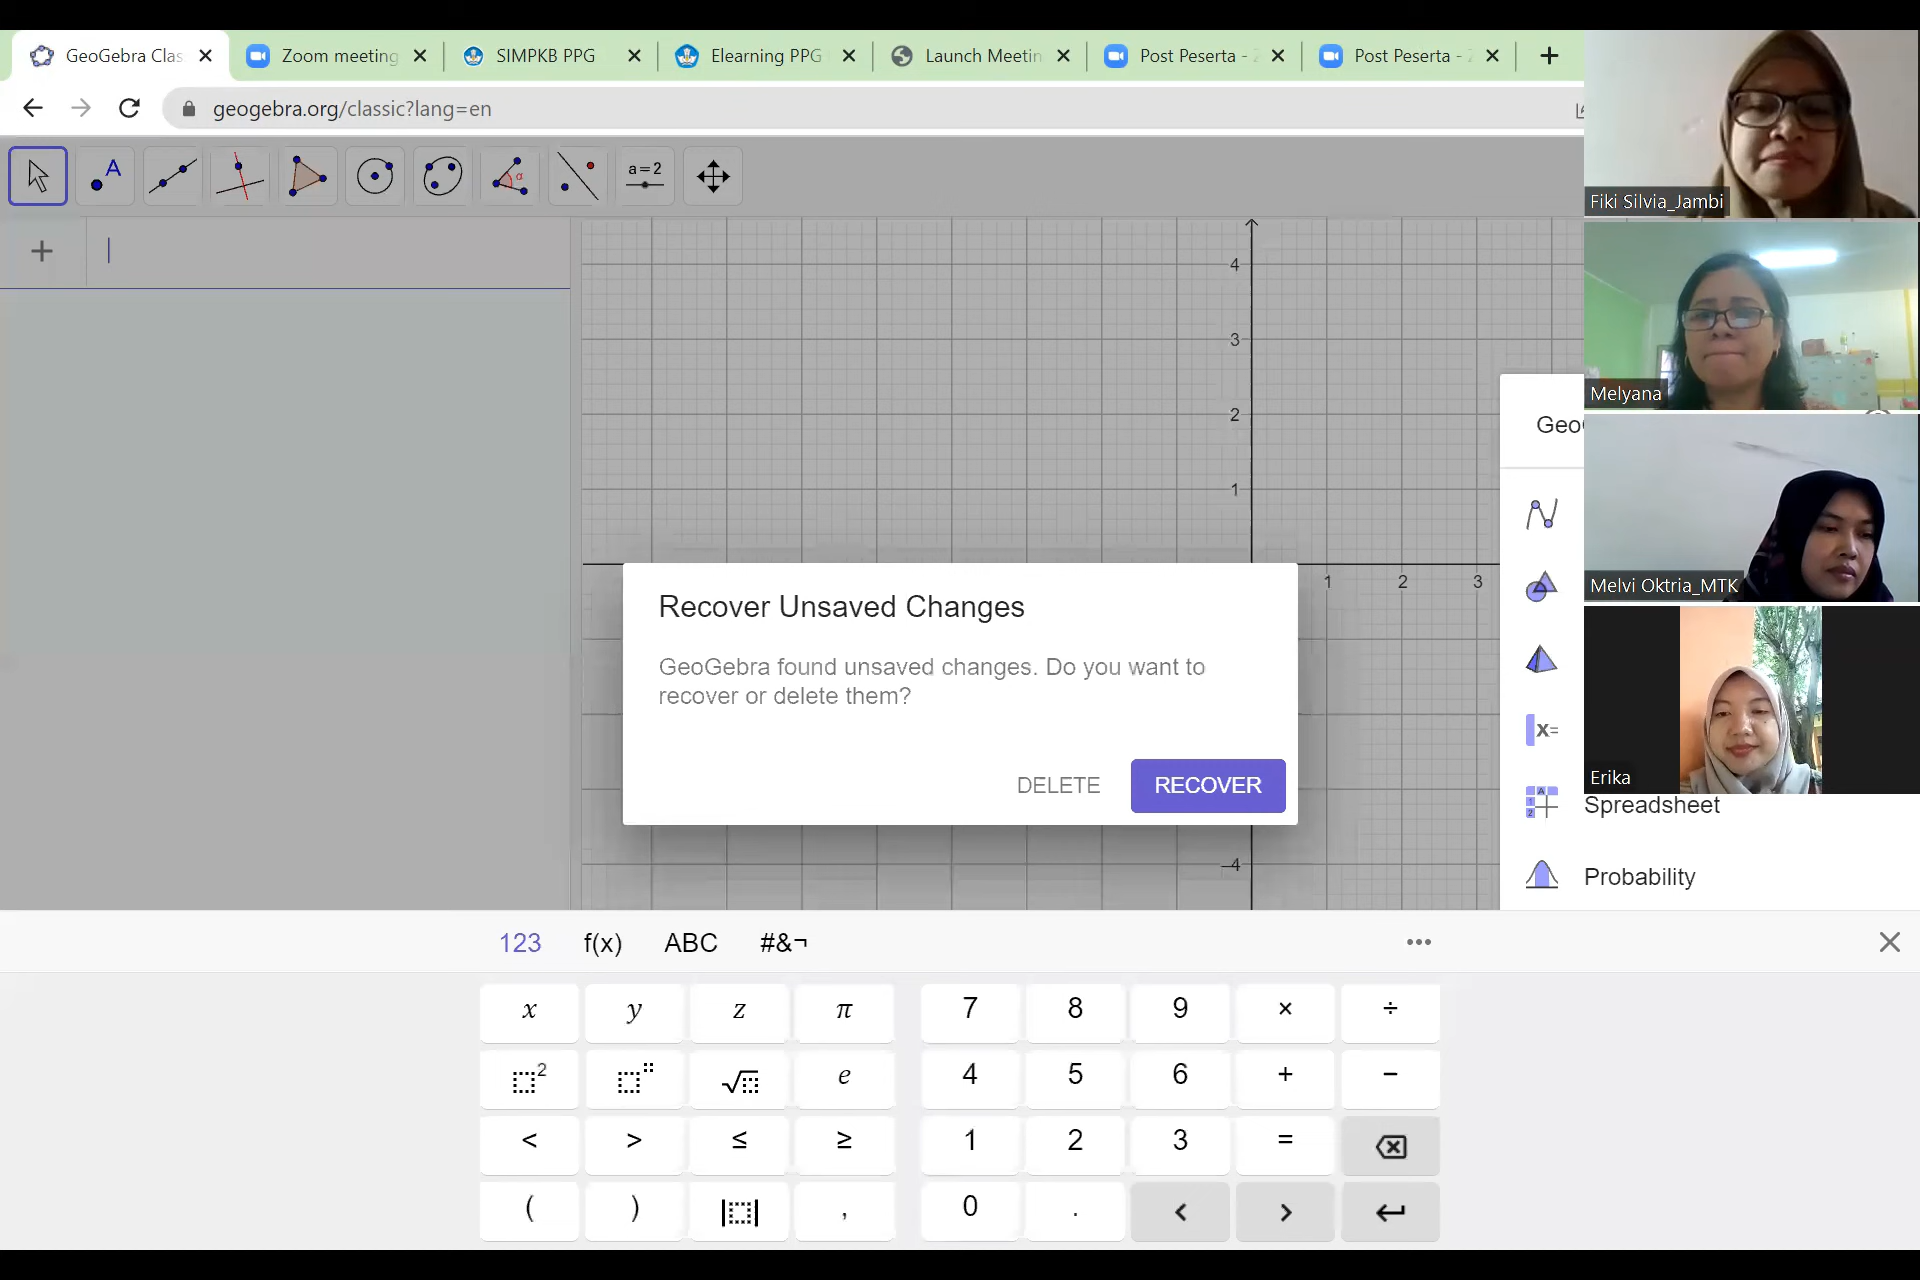 GeoGebra Clas
Zoom meeting
SIMPKB PPG
Elearning PPG
Launch Meetin
Post Peserta - Z
Post Peserta - Z
geogebra.org/classic?lang=en
A
α
a=2
4
3
2
1
1 2 3
-4
Recover Unsaved Changes
GeoGebra found unsaved changes. Do you want to
recover or delete them?
DELETE
RECOVER
Geo
X=
Spreadsheet
Probability
Fiki Silvia_Jambi
Melyana
Melvi Oktria_MTK
Erika
123 f(x) ABC #&¬
x y z π 7 8 9 × ÷
2 √ e 4 5 6 + −
< > ≤ ≥ 1 2 3 =
( ) | | , 0 . < >